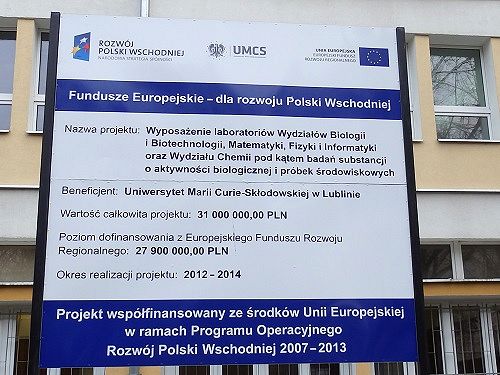 ROZWÓJ
POLSKI WSCHODNIEJ
NARODOWA STRATEGIA SPÓJNOŚCI
UMCS
UNIA EUROPEJSKA
EUROPEJSKI FUNDUSZ
ROZWOJU REGIONALNEGO
Fundusze Europejskie – dla rozwoju Polski Wschodniej
Nazwa projektu: Wyposażenie laboratoriów Wydziałów Biologii
i Biotechnologii, Matematyki, Fizyki i Informatyki
oraz Wydziału Chemii pod kątem badań substancji
o aktywności biologicznej i próbek środowiskowych
Beneficjent: Uniwersytet Marii Curie-Skłodowskiej w Lublinie
Wartość całkowita projektu: 31 000 000,00 PLN
Poziom dofinansowania z Europejskiego Funduszu Rozwoju
Regionalnego: 27 900 000,00 PLN
Okres realizacji projektu: 2012 – 2014
Projekt współfinansowany ze środków Unii Europejskiej
w ramach Programu Operacyjnego
Rozwój Polski Wschodniej 2007–2013